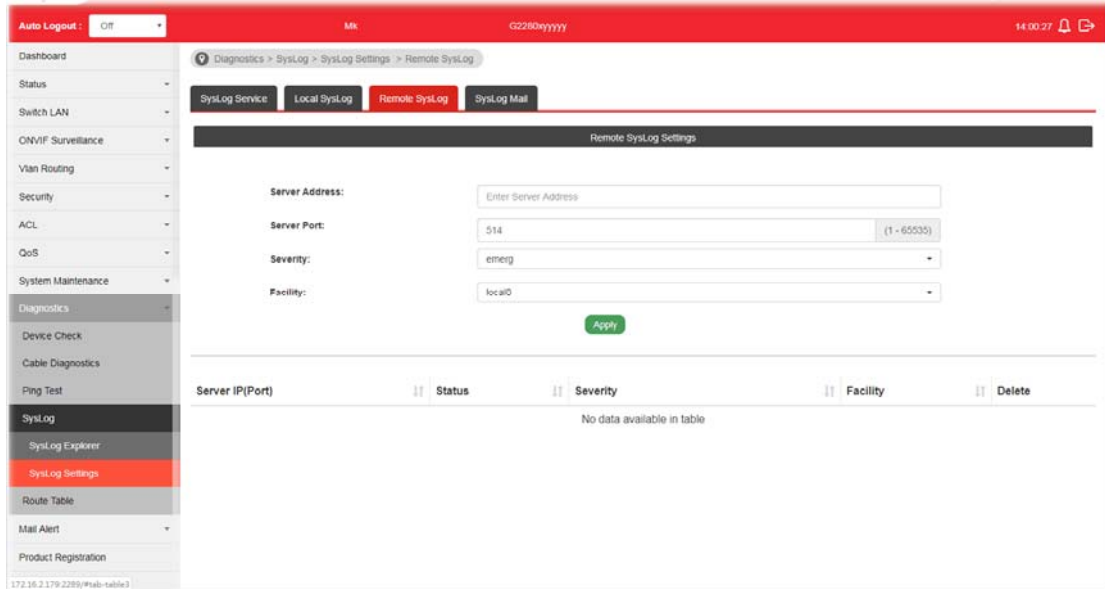 Auto Logout : Off Mk G2280xyyyy 14:00:27
Dashboard
Status
Switch LAN
ONVIF Surveillance
Vlan Routing
Security
ACL
QoS
System Maintenance
Diagnostics
Device Check
Cable Diagnostics
Ping Test
SysLog
SysLog Explorer
SysLog Settings
Route Table
Mail Alert
Product Registration
172.16.2.179:2289/#tab-table3
Diagnostics > SysLog > SysLog Settings > Remote SysLog
SysLog Service Local SysLog Remote SysLog SysLog Mail
Remote SysLog Settings
Server Address: Enter Server Address
Server Port: 514 (1 - 65535)
Severity: emerg
Facility: local0
Apply
Server IP(Port) Status Severity Facility Delete
No data available in table